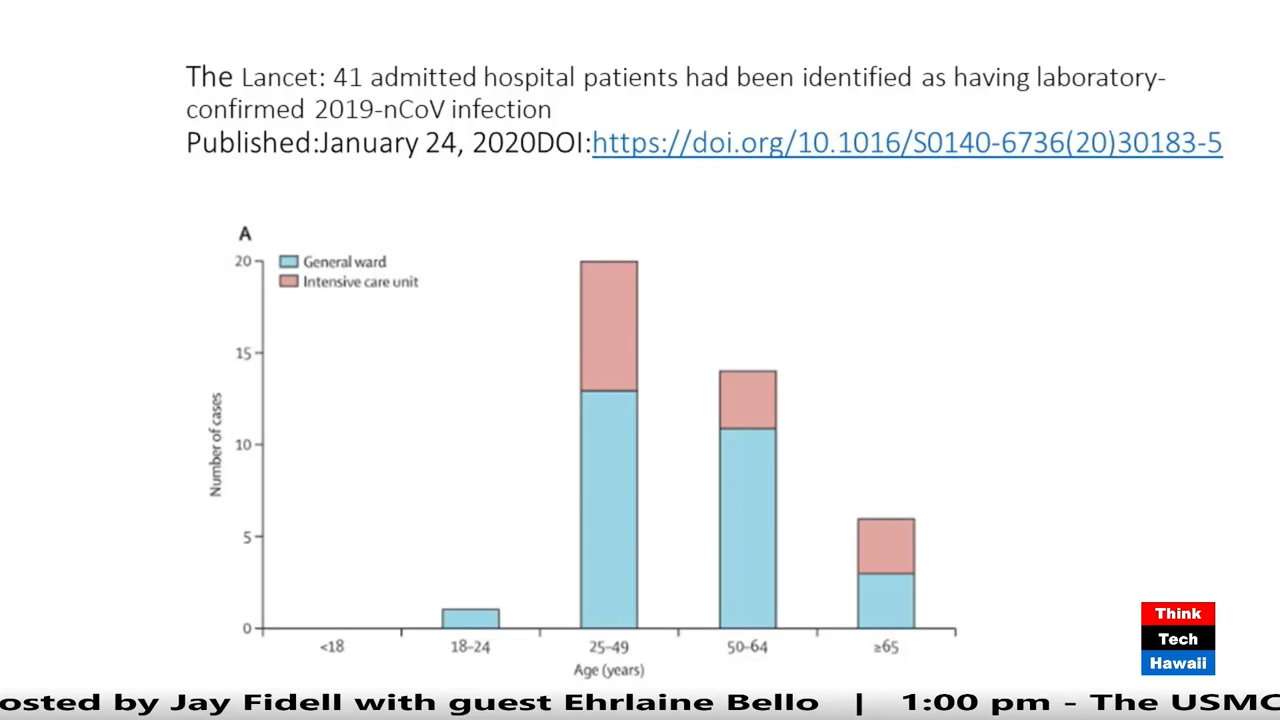 The Lancet: 41 admitted hospital patients had been identified as having laboratory-
confirmed 2019-nCoV infection
Published:January 24, 2020DOI:https://doi.org/10.1016/S0140-6736(20)30183-5
A
General ward
Intensive care unit
20
15
10
5
0
Number of cases
<18
18–24
25–49
50–64
≥65
Age (years)
Think
Tech
Hawaii
osted by Jay Fidell with guest Ehrlaine Bello | 1:00 pm - The USMC